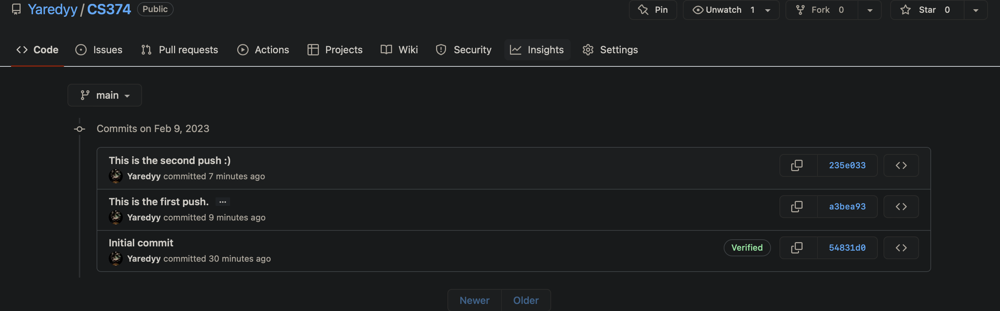 Yaredyy / CS374 Public Pin Unwatch 1 Fork 0 Star 0
Code Issues Pull requests Actions Projects Wiki Security Insights Settings
main
Commits on Feb 9, 2023
This is the second push :)
Yaredyy committed 7 minutes ago
235e033
This is the first push. ...
Yaredyy committed 9 minutes ago
a3bea93
Initial commit
Yaredyy committed 30 minutes ago
Verified 54831d0
Newer Older